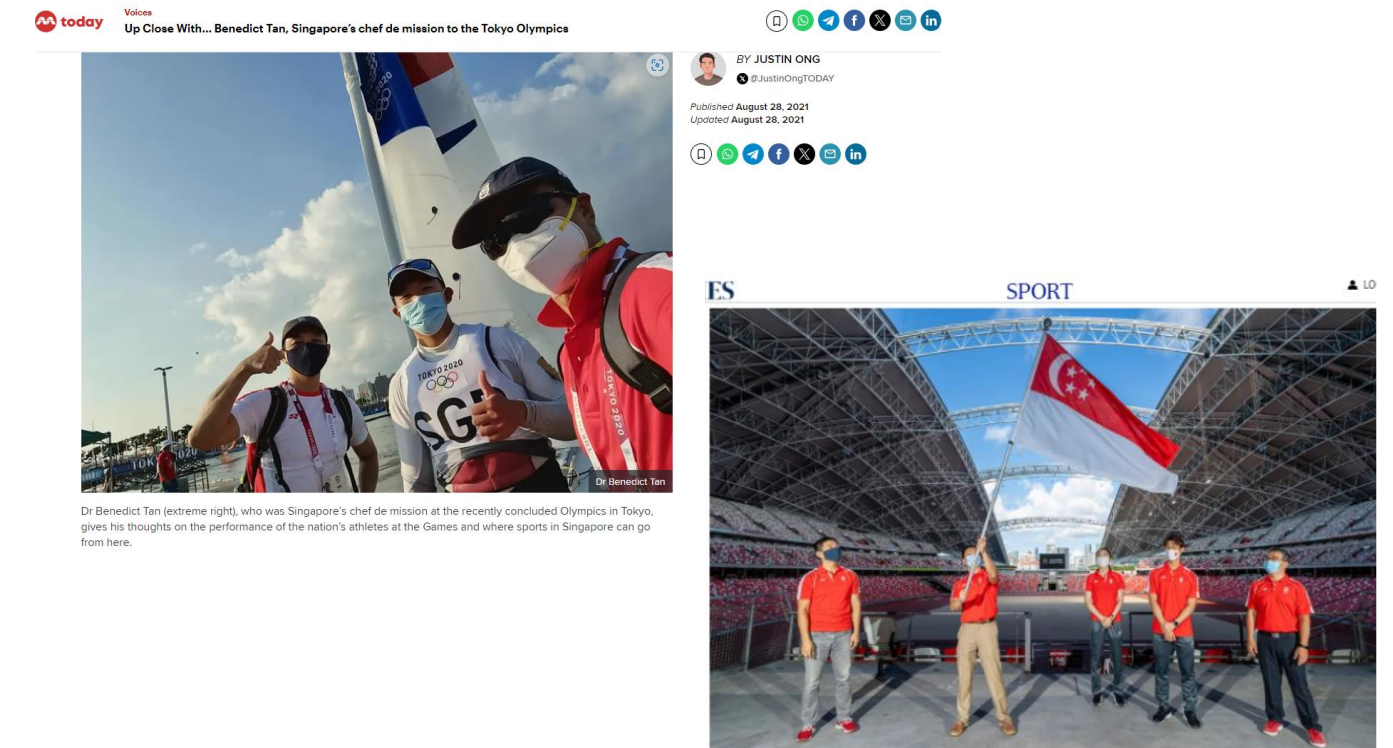 today
Voices
Up Close With... Benedict Tan, Singapore's chef de mission to the Tokyo Olympics
BY JUSTIN ONG
@JustinOngTODAY
Published August 28, 2021
Updated August 28, 2021
2020
TOKYO 2020
TOKYO 2020
TOKYO 2020
Dr Benedict Tan
Dr Benedict Tan (extreme right), who was Singapore's chef de mission at the recently concluded Olympics in Tokyo,
gives his thoughts on the performance of the nation's athletes at the Games and where sports in Singapore can go
from here.
ES
SPORT
LO